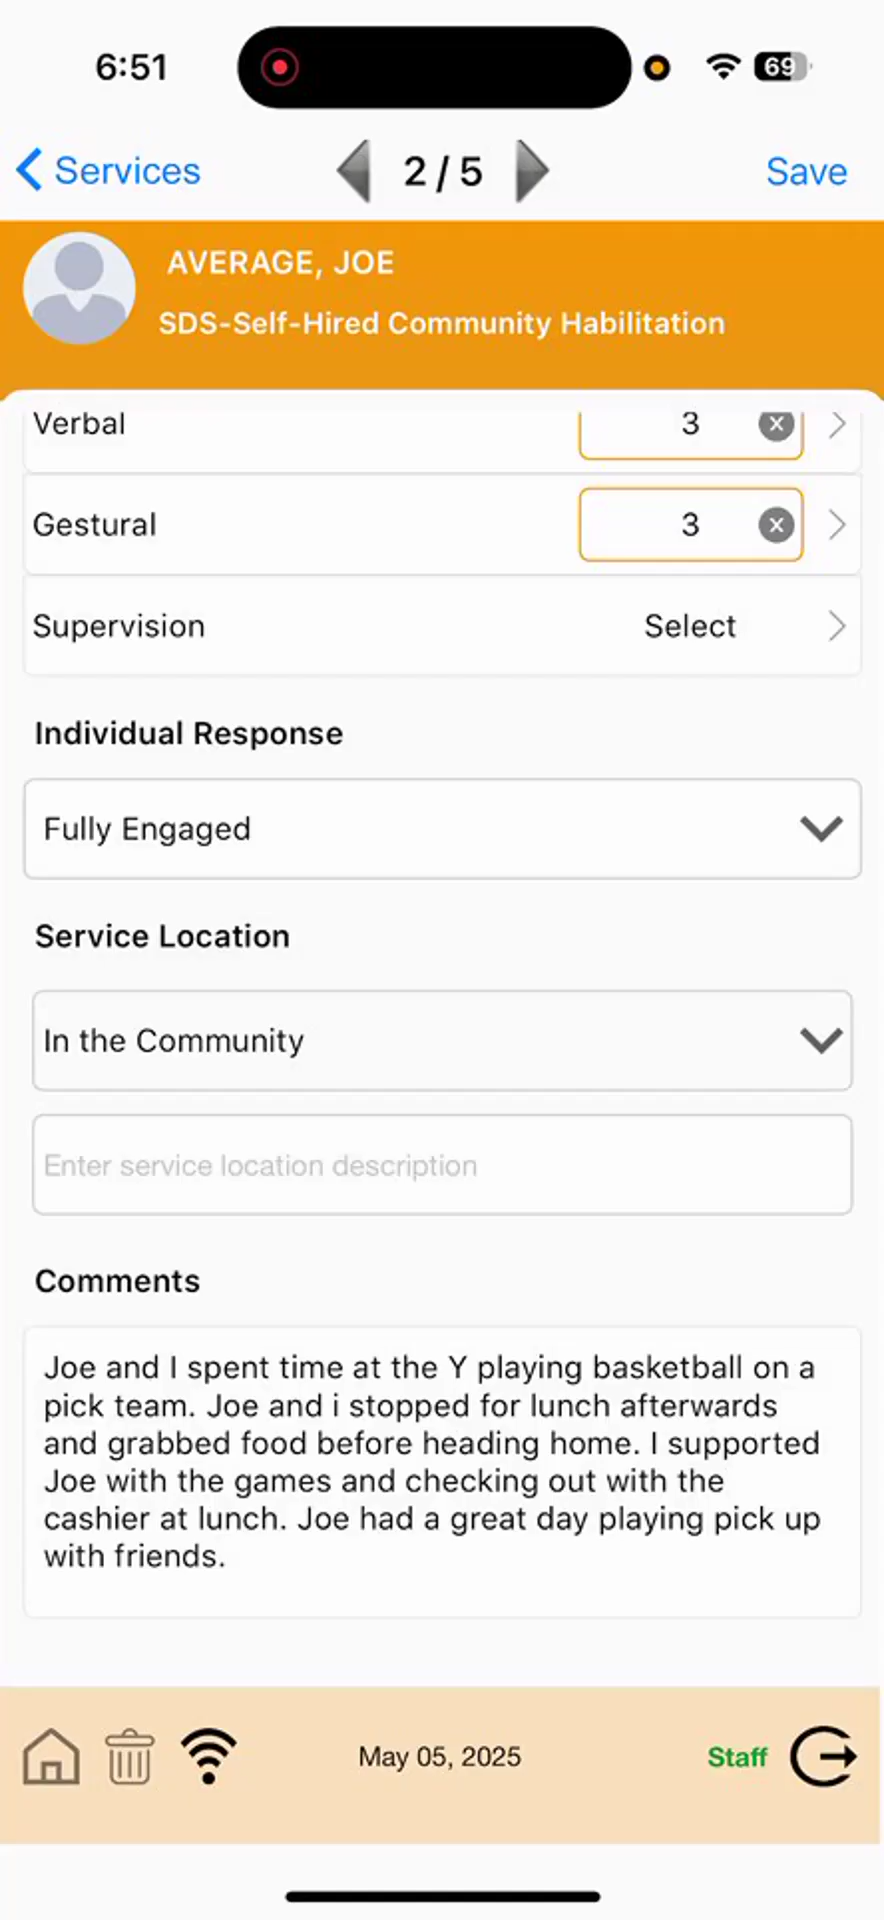 6:51
69
Services
2 / 5
Save
AVERAGE, JOE
SDS-Self-Hired Community Habilitation
Verbal
3
Gestural
3
Supervision
Select
Individual Response
Fully Engaged
Service Location
In the Community
Enter service location description
Comments
Joe and I spent time at the Y playing basketball on a
pick team. Joe and i stopped for lunch afterwards
and grabbed food before heading home. I supported
Joe with the games and checking out with the
cashier at lunch. Joe had a great day playing pick up
with friends.
May 05, 2025
Staff